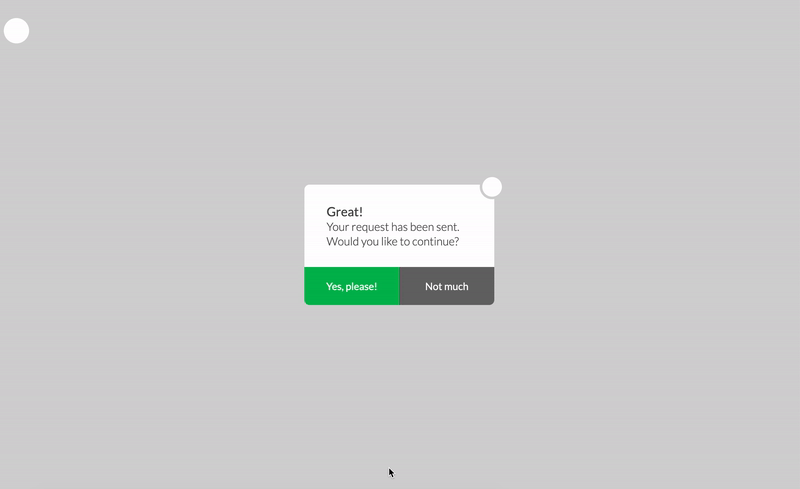 Great!
Your request has been sent.
Would you like to continue?
Yes, please!
Not much